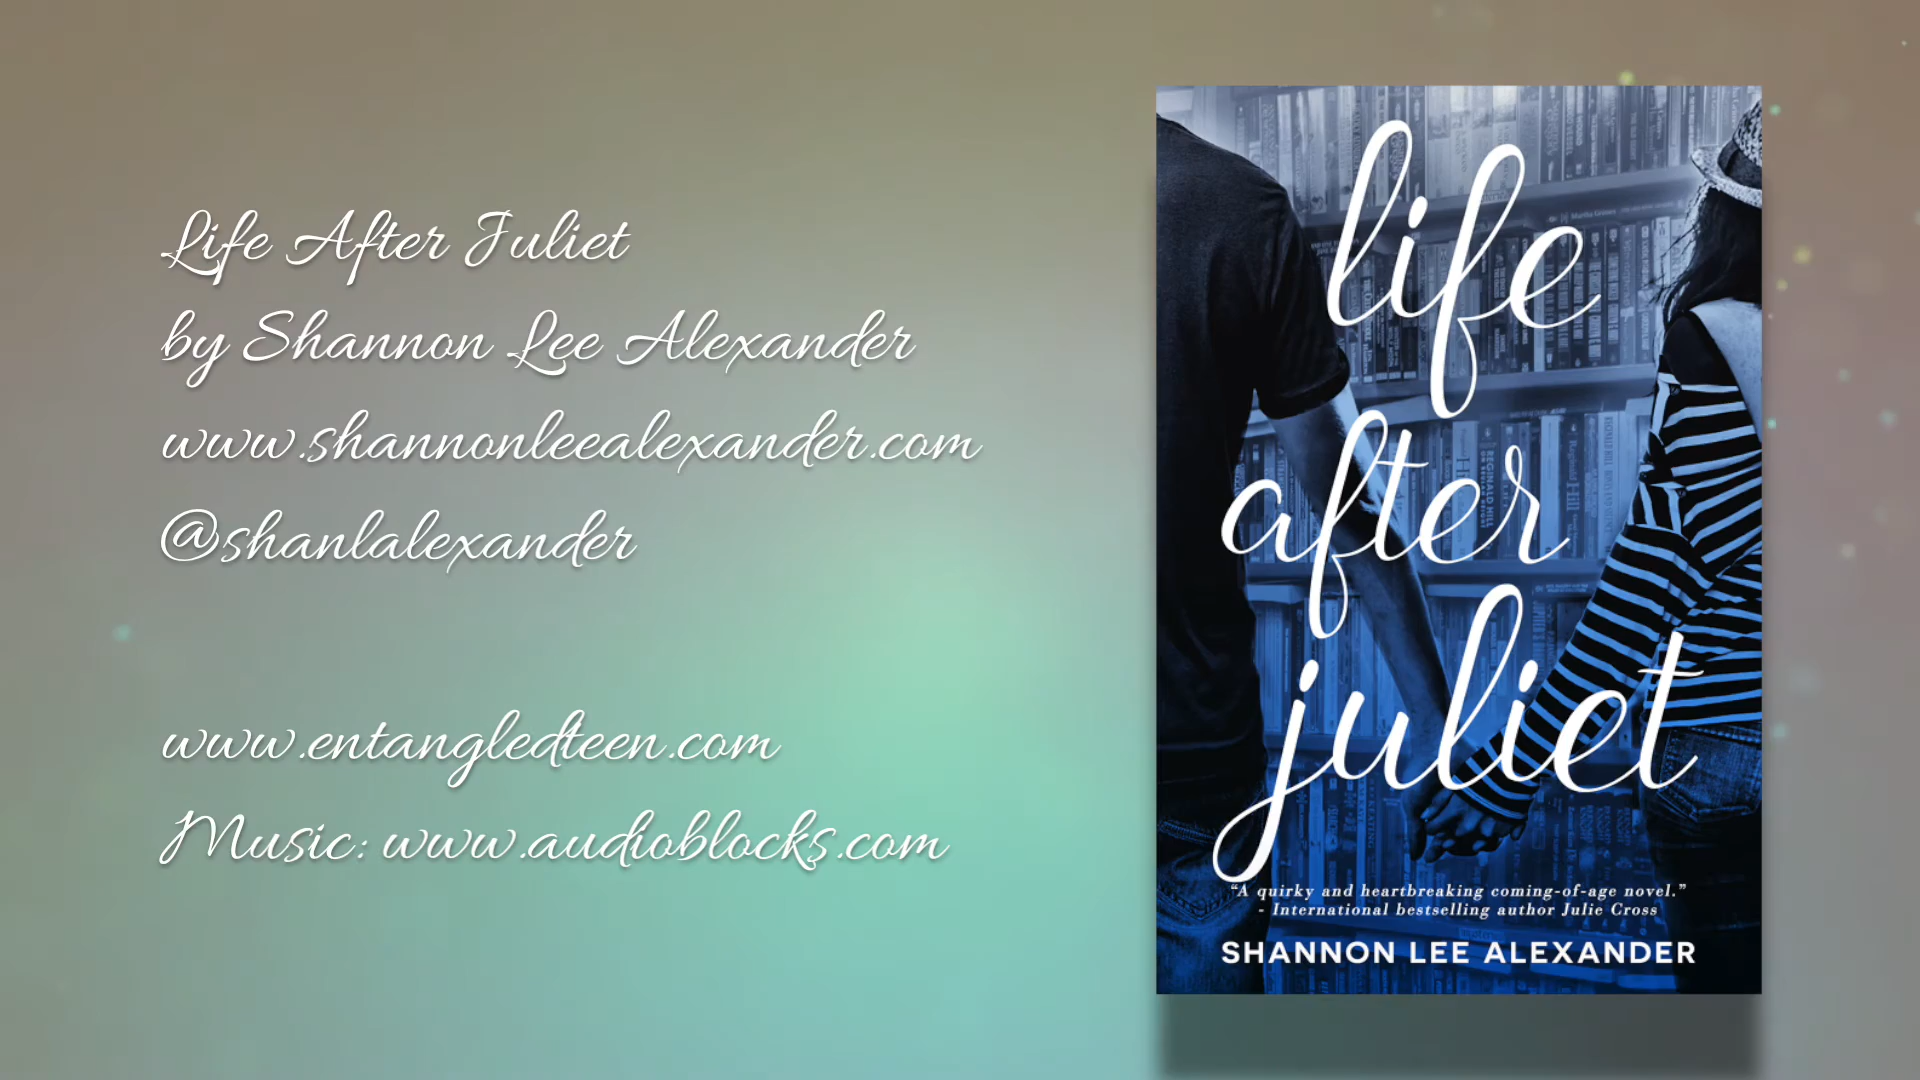 Life After Juliet
by Shannon Lee Alexander
www.shannonleealexander.com
@shanlalexander
www.entangledteen.com
Music: www.audioblocks.com
life
after
juliet
“A quirky and heartbreaking coming-of-age novel.”
- International bestselling author Julie Cross
SHANNON LEE ALEXANDER